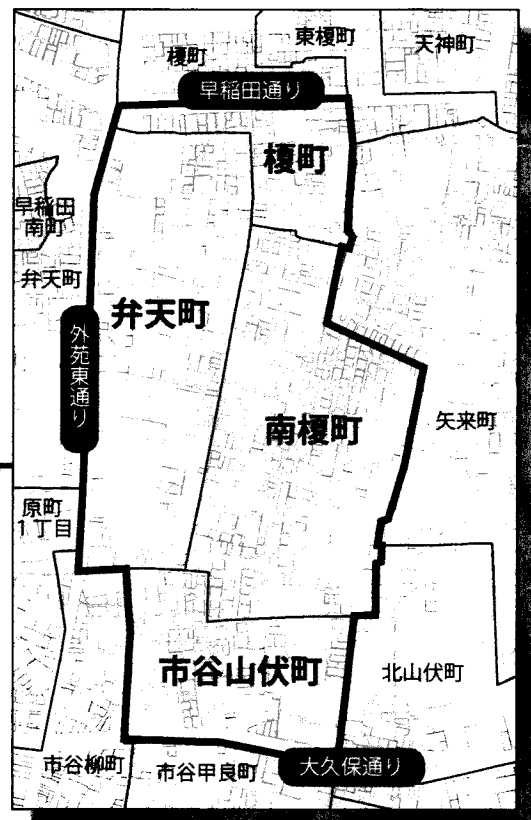 東榎町
天神町
榎町
早稲田通り
榎町
早稲田
南町
弁天町
弁天町
外苑東通り
南榎町
矢来町
原町
1丁目
市谷山伏町
北山伏町
市谷柳町
市谷甲良町
大久保通り